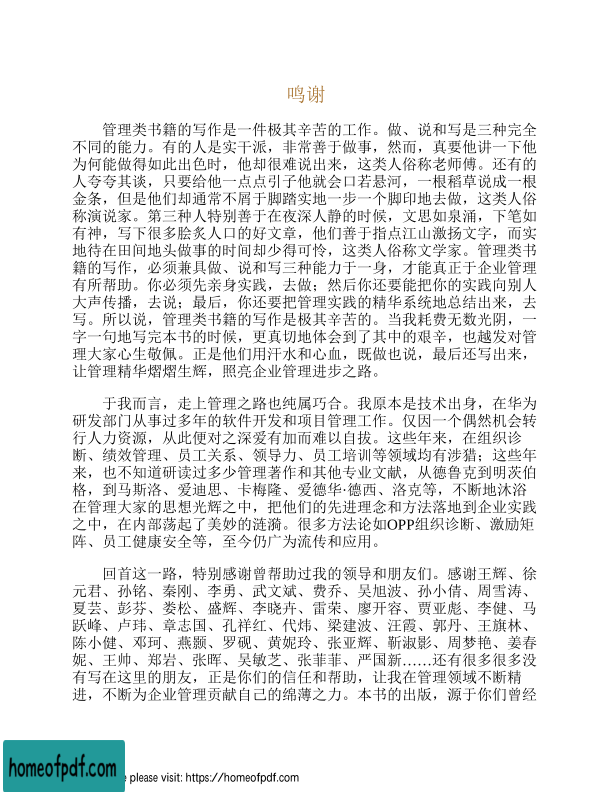 鸣谢
管理类书籍的写作是一件极其辛苦的工作。做、说和写是三种完全
不同的能力。有的人是实干派，非常善于做事，然而，真要他讲一下他
为何能做得如此出色时，他却很难说出来，这类人俗称老师傅。还有的
人夸夸其谈，只要给他一点点引子他就会口若悬河，一根稻草说成一根
金条，但是他们却通常不屑于脚踏实地一步一个脚印地去做，这类人俗
称演说家。第三种人特别善于在夜深人静的时候，文思如泉涌，下笔如
有神，写下很多脍炙人口的好文章，他们善于指点江山激扬文字，而实
地待在田间地头做事的时间却少得可怜，这类人俗称文学家。管理类书
籍的写作，必须兼具做、说和写三种能力于一身，才能真正于企业管理
有所帮助。你必须先亲身实践，去做；然后你还要能把你的实践向别人
大声传播，去说；最后，你还要把管理实践的精华系统地总结出来，去
写。所以说，管理类书籍的写作是极其辛苦的。当我耗费无数光阴，一
字一句地写完本书的时候，更真切地体会到了其中的艰辛，也越发对管
理大家心生敬佩。正是他们用汗水和心血，既做也说，最后还写出来，
让管理精华熠熠生辉，照亮企业管理进步之路。
于我而言，走上管理之路也纯属巧合。我原本是技术出身，在华为
研发部门从事过多年的软件开发和项目管理工作。仅因一个偶然机会转
行人力资源，从此便对之深爱有加而难以自拔。这些年来，在组织诊
断、绩效管理、员工关系、领导力、员工培训等领域均有涉猎；这些年
来，也不知道研读过多少管理著作和其他专业文献，从德鲁克到明茨伯
格，到马斯洛、爱迪思、卡梅隆、爱德华·德西、洛克等，不断地沐浴
在管理大家的思想光辉之中，把他们的先进理念和方法落地到企业实践
之中，在内部荡起了美妙的涟漪。很多方法论如OPP组织诊断、激励矩
阵、员工健康安全等，至今仍广为流传和应用。
回首这一路，特别感谢曾帮助过我的领导和朋友们。感谢王辉、徐
元君、孙铭、秦刚、李勇、武文斌、费乔、吴旭波、孙小倩、周雪涛、
夏芸、彭芬、娄松、盛辉、李晓卉、雷荣、廖开容、贾亚彪、李健、马
跃峰、卢玮、章志国、孔祥红、代炜、梁建波、汪霞、郭丹、王旗林、
陈小健、邓珂、燕颢、罗砚、黄妮玲、张亚辉、靳淑影、周梦艳、姜春
妮、王帅、郑岩、张晖、吴敏芝、张菲菲、严国新……还有很多很多没
有写在这里的朋友，正是你们的信任和帮助，让我在管理领域不断精
进，不断为企业管理贡献自己的绵薄之力。本书的出版，源于你们曾经
homeofpdf.com
e please visit: https://homeofpdf.com